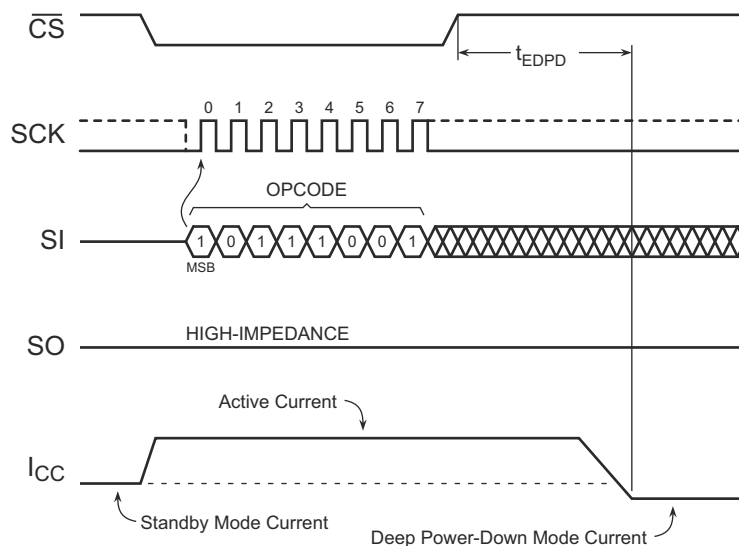 CS
tEDPD
0 1 2 3 4 5 6 7
SCK
OPCODE
SI
1 0 1 1 1 0 0 1
MSB
HIGH-IMPEDANCE
SO
Active Current
ICC
Standby Mode Current
Deep Power-Down Mode Current